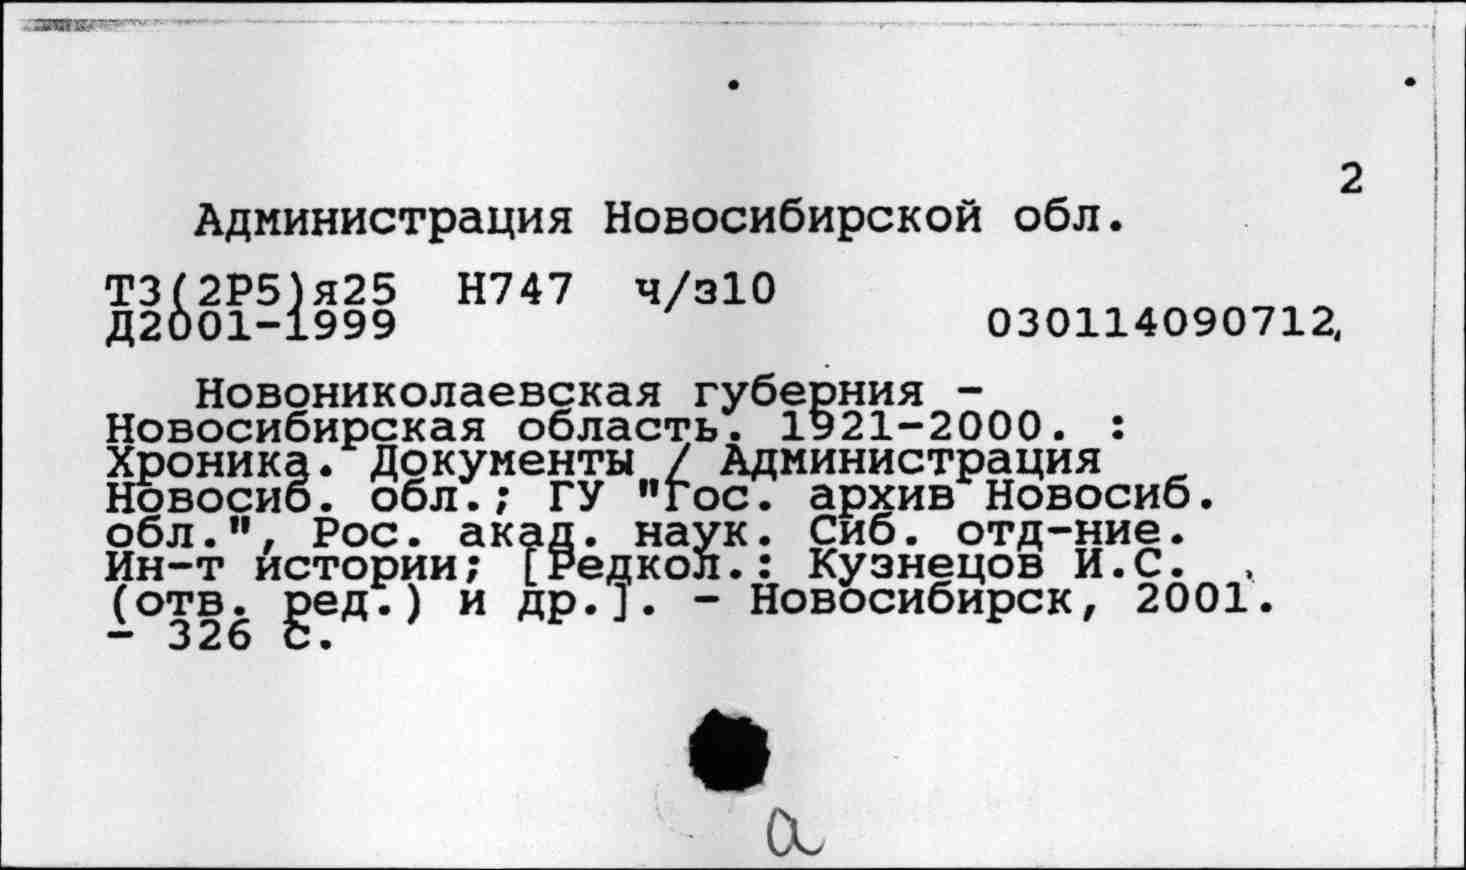 2
Администрация Новосибирской обл.
Т3(2Р5)я25 Н747 ч/з10
Д2001-1999 030114090712,
Новониколаевская губерния -
Новосибирская область. 1921-2000. :
Хроника. Документы / Администрация
Новосиб. обл.; ГУ "Гос. архив Новосиб.
обл.", Рос. акад. наук. Сиб. отд-ние.
Ин-т истории; [Редкол.: Кузнецов И.С.
(отв. ред.) и др.]. - Новосибирск, 2001.
- 326 с.
а